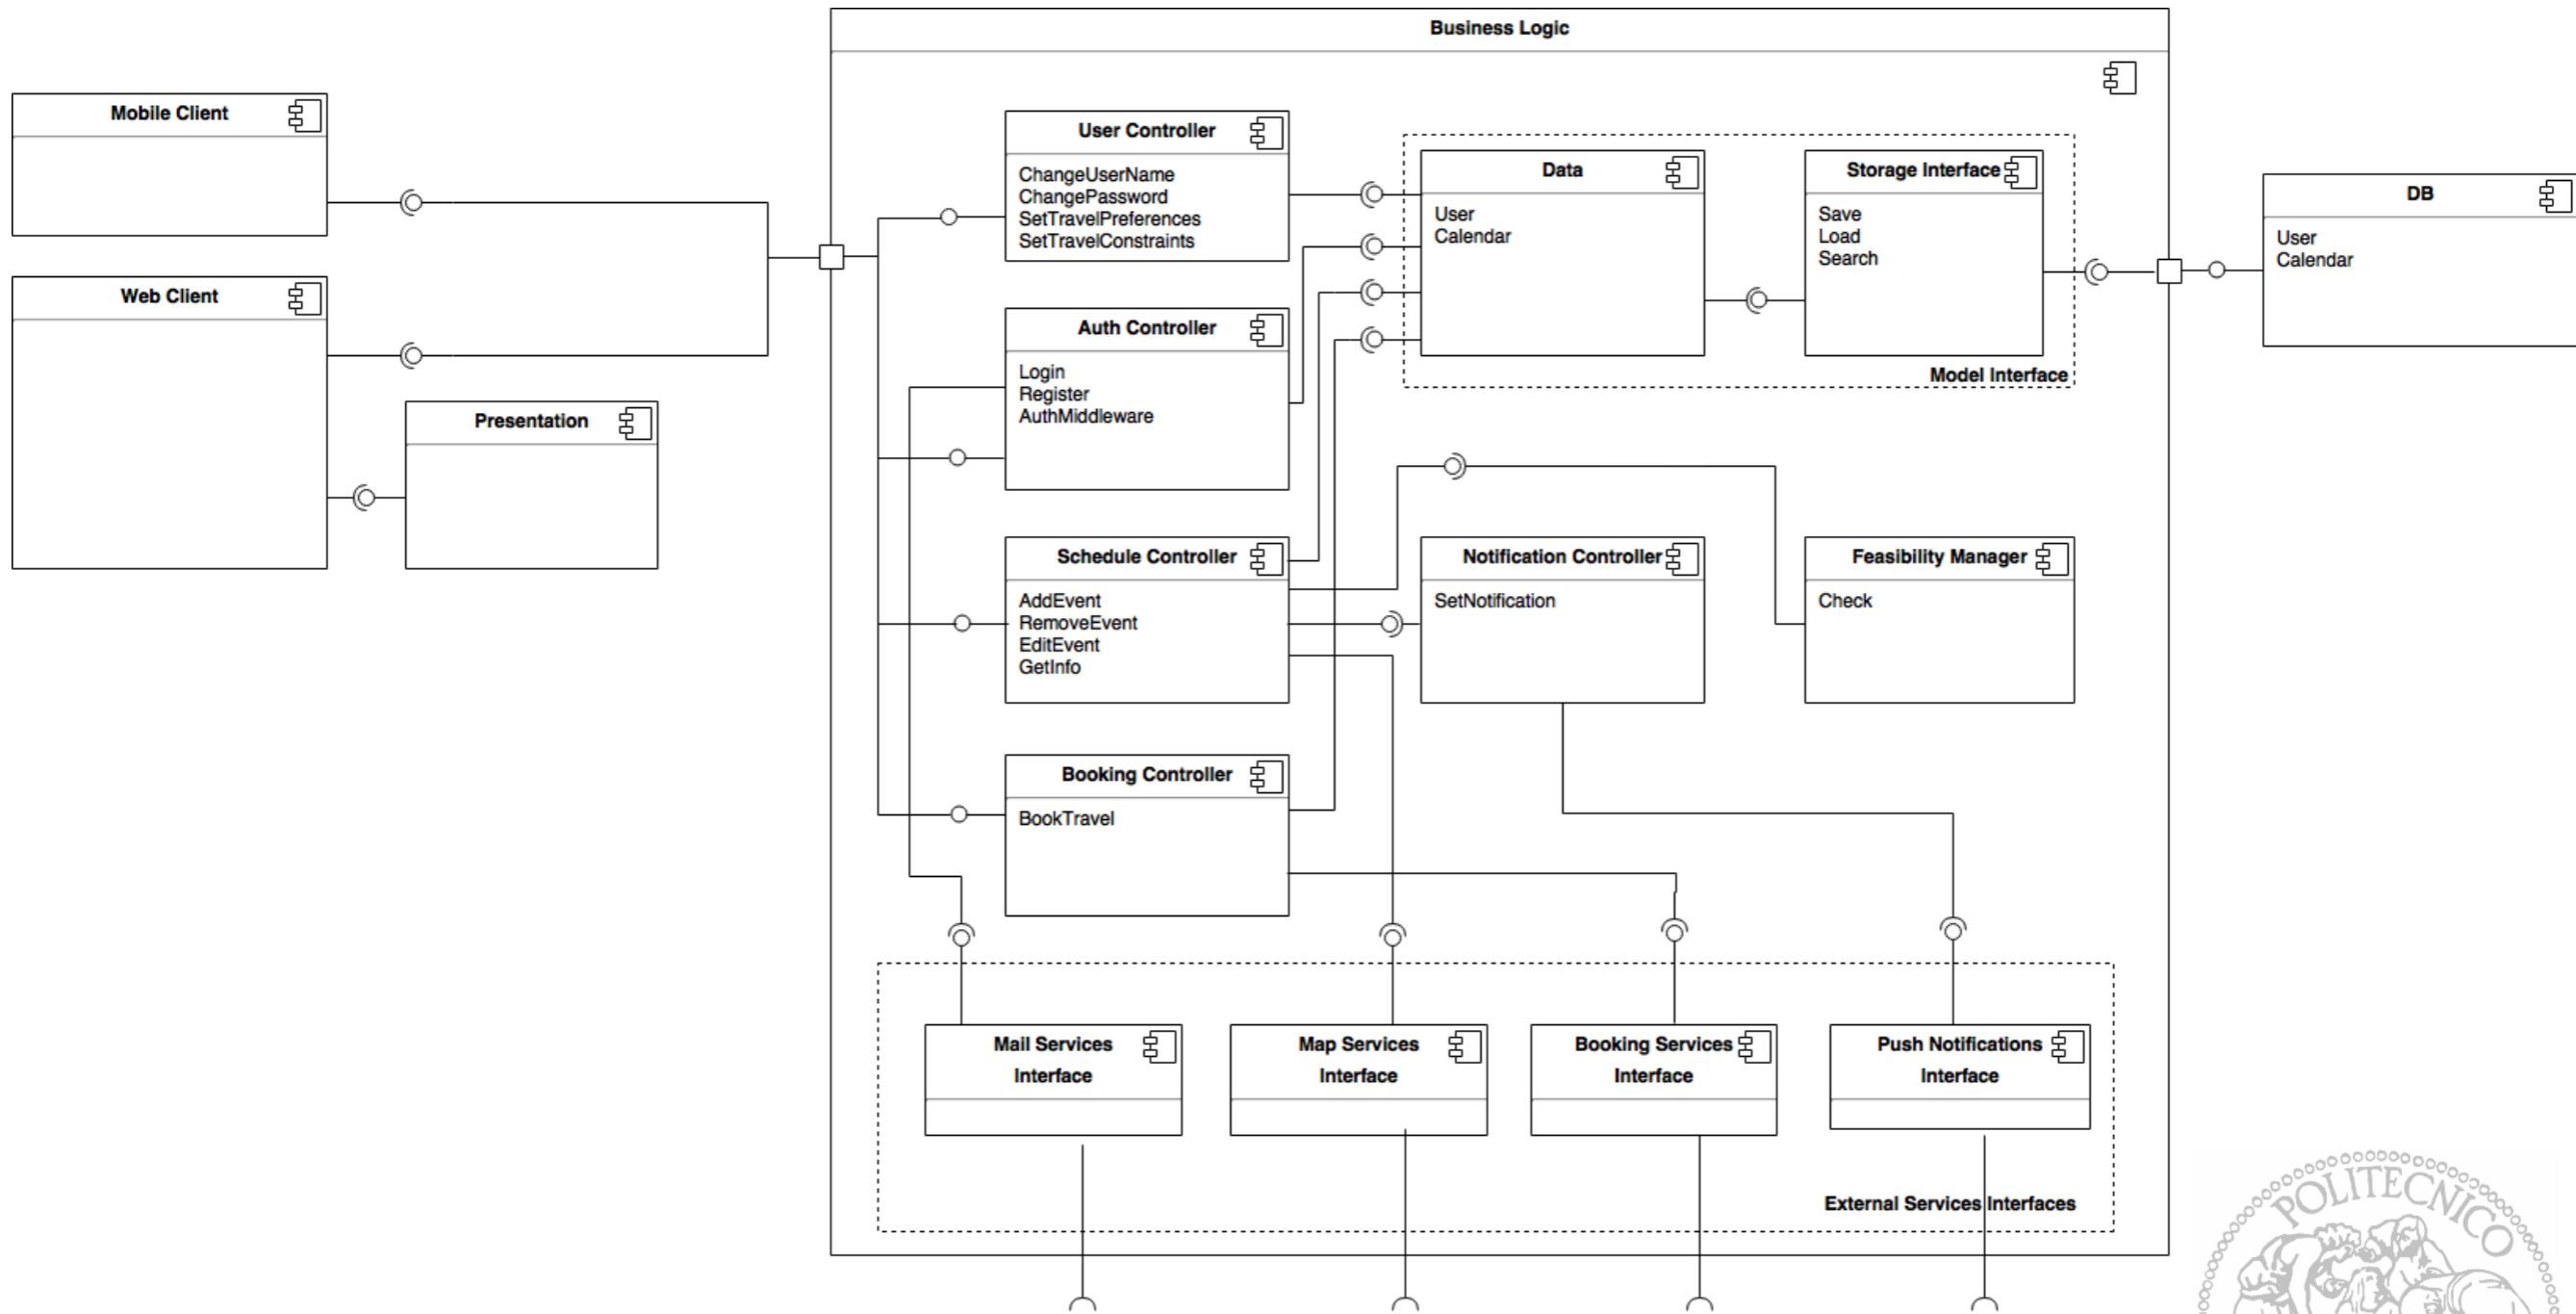 Business Logic
Mobile Client
Web Client
Presentation
User Controller
ChangeUserName
ChangePassword
SetTravelPreferences
SetTravelConstraints
Auth Controller
Login
Register
AuthMiddleware
Schedule Controller
AddEvent
RemoveEvent
EditEvent
GetInfo
Booking Controller
BookTravel
Data
User
Calendar
Storage Interface
Save
Load
Search
Model Interface
DB
User
Calendar
Notification Controller
SetNotification
Feasibility Manager
Check
Mail Services
Interface
Map Services
Interface
Booking Services
Interface
Push Notifications
Interface
External Services Interfaces
POLITECNICO